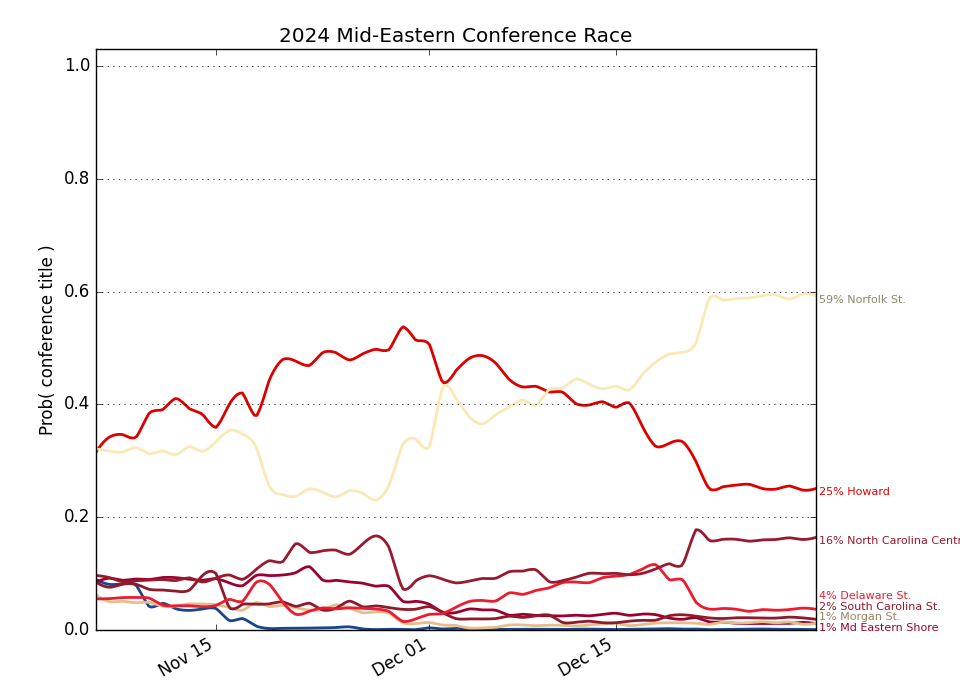 2024 Mid-Eastern Conference Race
Prob( conference title )
1.0
0.8
0.6
0.4
0.2
0.0
Nov 15
Dec 01
Dec 15
59% Norfolk St.
25% Howard
16% North Carolina Centr
4% Delaware St.
2% South Carolina St.
1% Morgan St.
1% Md Eastern Shore